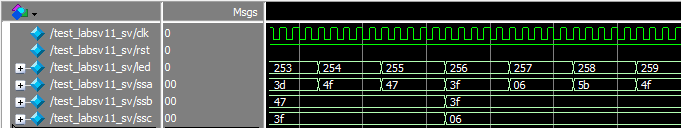 Msgs
/test_labsv11_sv/clk 0
/test_labsv11_sv/rst 0
/test_labsv11_sv/led 0 253 254 255 256 257 258 259
/test_labsv11_sv/ssa 00 3d 4f 47 3f 06 5b 4f
/test_labsv11_sv/ssb 00 47 3f
/test_labsv11_sv/ssc 00 3f 06